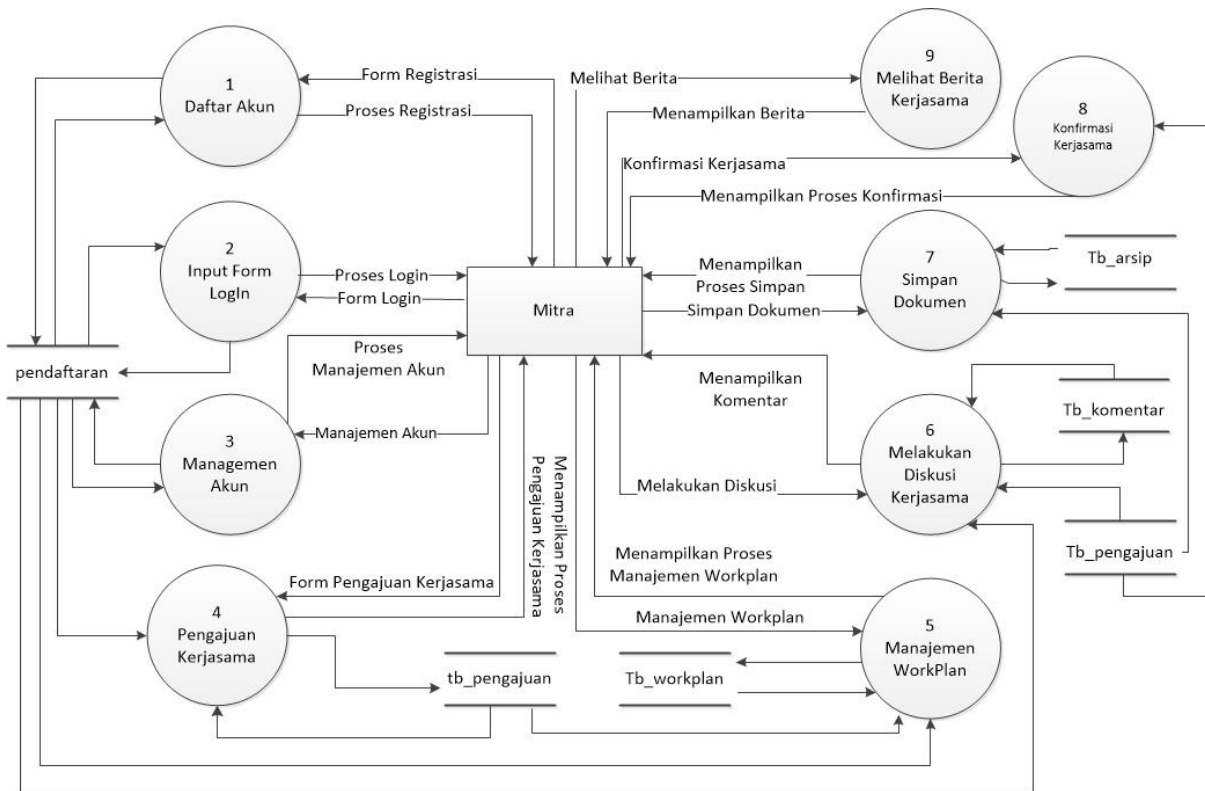 1
Daftar Akun
Form Registrasi
Proses Registrasi
Melihat Berita
Menampilkan Berita
9
Melihat Berita
Kerjasama
8
Konfirmasi
Kerjasama
Konfirmasi Kerjasama
Menampilkan Proses Konfirmasi
2
Input Form
LogIn
Proses Login
Form Login
Mitra
Menampilkan
Proses Simpan
Simpan Dokumen
7
Simpan
Dokumen
Tb_arsip
pendaftaran
Proses
Manajemen Akun
Menampilkan
Komentar
Tb_komentar
3
Managemen
Akun
Manajemen Akun
Menampilkan Proses
Pengajuan Kerjasama
Melakukan Diskusi
6
Melakukan
Diskusi
Kerjasama
Tb_pengajuan
Menampilkan Proses
Manajemen Workplan
Form Pengajuan Kerjasama
4
Pengajuan
Kerjasama
Manajemen Workplan
5
Manajemen
WorkPlan
tb_pengajuan
Tb_workplan